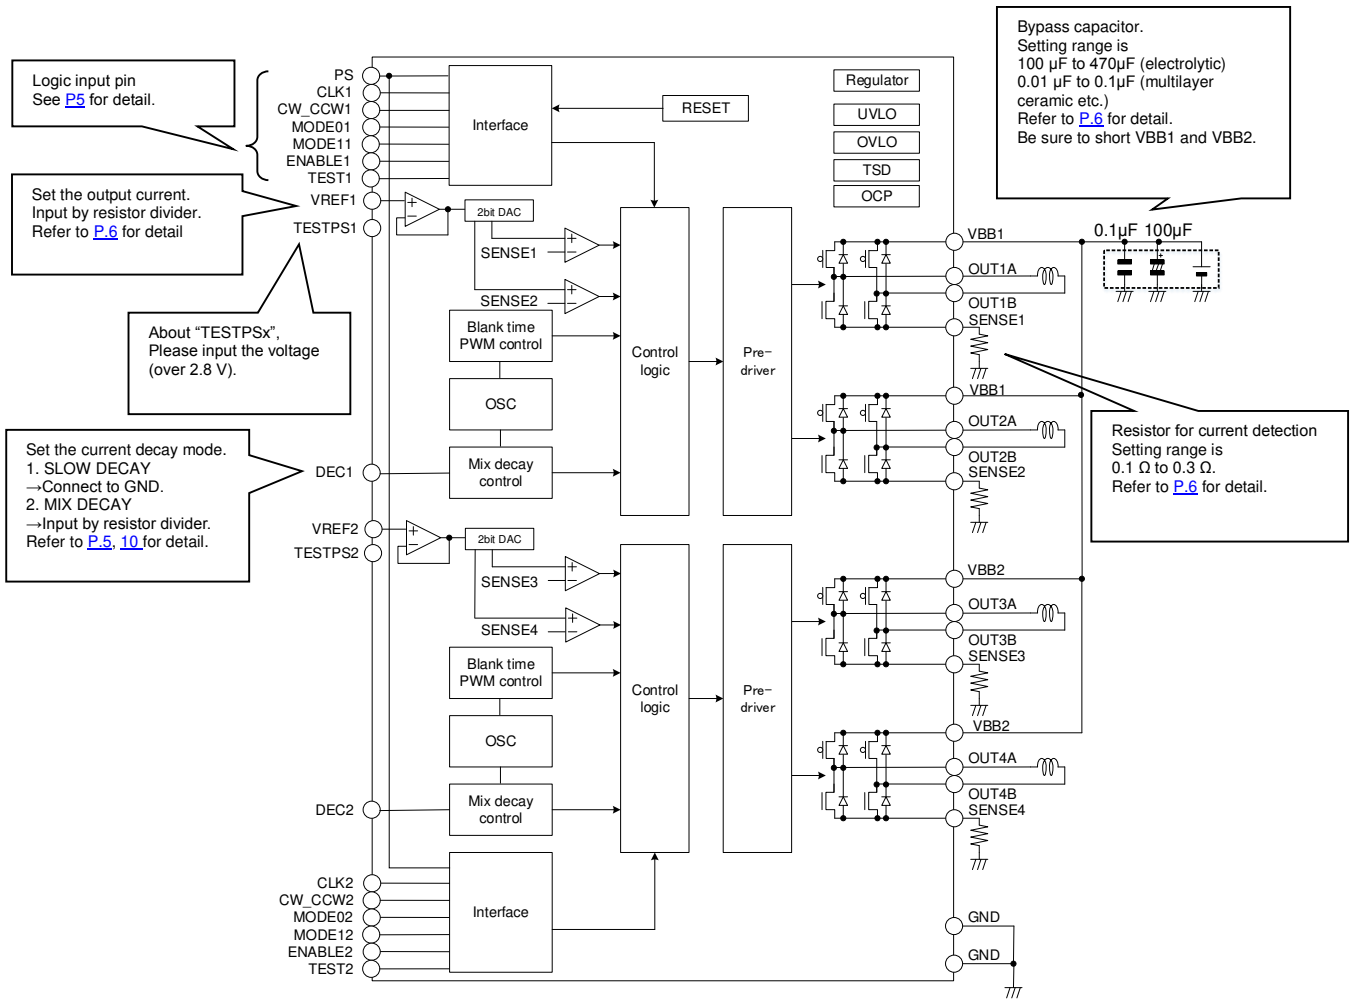 Bypass capacitor.
Setting range is
100 µF to 470µF (electrolytic)
0.01 µF to 0.1µF (multilayer
ceramic etc.)
Refer to P.6 for detail.
Be sure to short VBB1 and VBB2.
Logic input pin
See P5 for detail.
PS
CLK1
CW_CCW1
MODE01
MODE11
ENABLE1
TEST1
VREF1
TESTPS1
Interface
RESET
Regulator
UVLO
OVLO
TSD
OCP
Set the output current.
Input by resistor divider.
Refer to P.6 for detail
2bit DAC
SENSE1
SENSE2
Blank time
PWM control
OSC
Mix decay
control
Control
logic
Pre–
driver
VBB1
0.1µF 100µF
+
OUT1A
OUT1B
SENSE1
VBB1
OUT2A
OUT2B
SENSE2
About “TESTPSx”,
Please input the voltage
(over 2.8 V).
Resistor for current detection
Setting range is
0.1 Ω to 0.3 Ω.
Refer to P.6 for detail.
Set the current decay mode.
1. SLOW DECAY
→Connect to GND.
2. MIX DECAY
→Input by resistor divider.
Refer to P.5, 10 for detail.
DEC1
VREF2
TESTPS2
2bit DAC
SENSE3
SENSE4
Blank time
PWM control
OSC
Mix decay
control
Control
logic
Pre–
driver
VBB2
OUT3A
OUT3B
SENSE3
VBB2
OUT4A
OUT4B
SENSE4
DEC2
CLK2
CW_CCW2
MODE02
MODE12
ENABLE2
TEST2
Interface
GND
GND